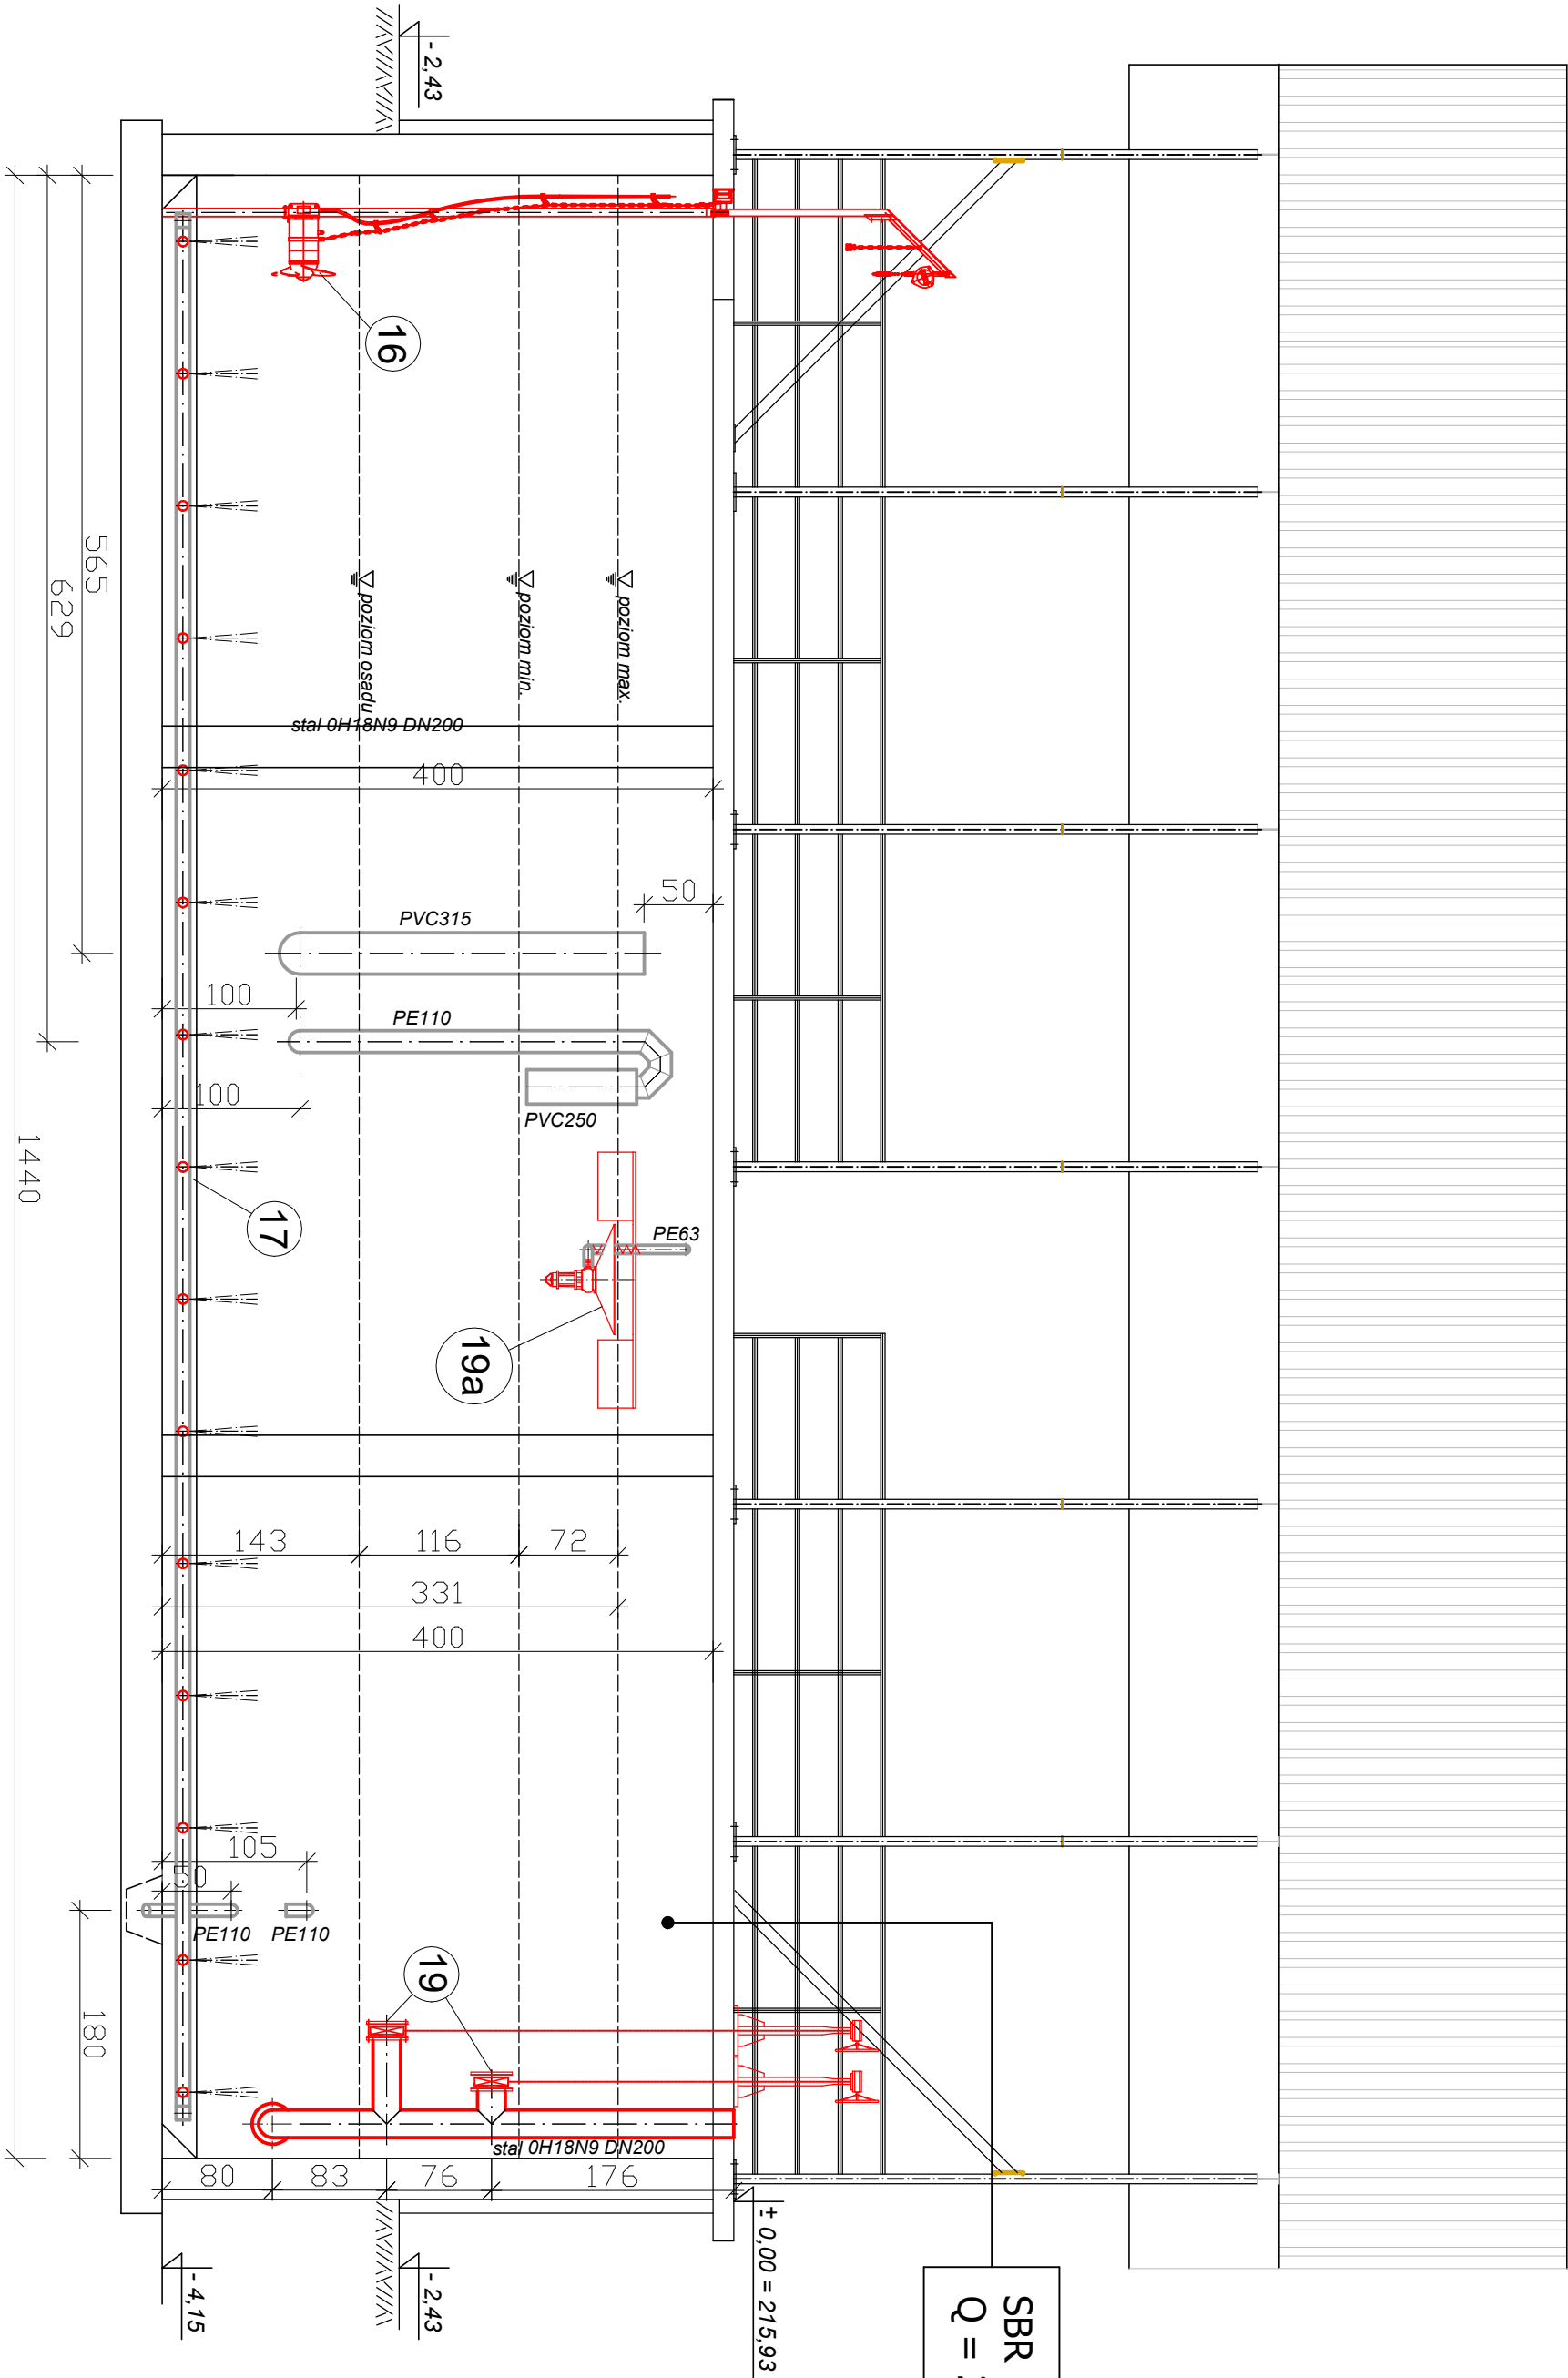 - 2,43
16
565
629
1440
poziom osadu
poziom min.
poziom max.
stal 0H18N9 DN200
400
50
PVC315
100
PE110
100
PVC250
17
PE63
19a
143
116
72
331
400
105
50
PE110
PE110
180
19
stal 0H18N9 DN200
80
83
76
176
± 0,00 = 215,93
- 2,43
- 4,15
SBR
Q =